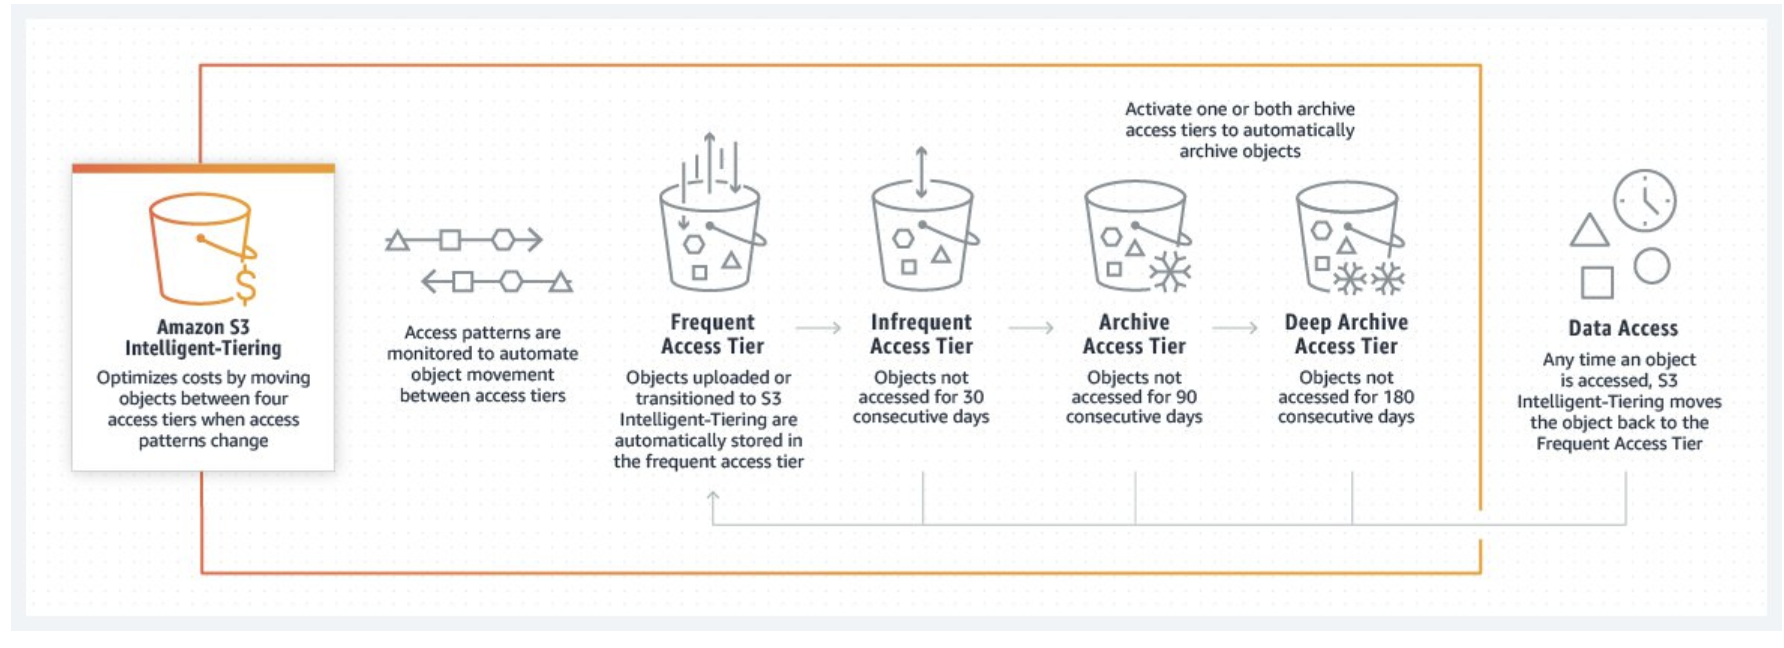 Amazon S3
Intelligent-Tiering
Optimizes costs by moving
objects between four
access tiers when access
patterns change
Access patterns are
monitored to automate
object movement
between access tiers
Frequent
Access Tier
Objects uploaded or
transitioned to S3
Intelligent-Tiering are
automatically stored in
the frequent access tier
Infrequent
Access Tier
Objects not
accessed for 30
consecutive days
Activate one or both archive
access tiers to automatically
archive objects
Archive
Access Tier
Objects not
accessed for 90
consecutive days
Deep Archive
Access Tier
Objects not
accessed for 180
consecutive days
Data Access
Any time an object
is accessed, S3
Intelligent-Tiering moves
the object back to the
Frequent Access Tier